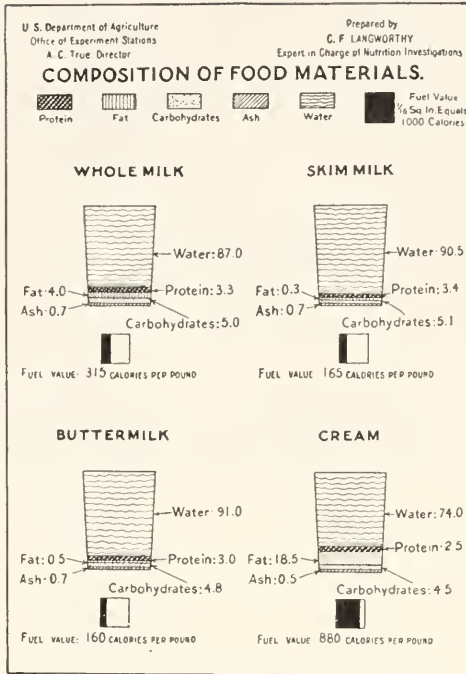 U. S. Department of Agriculture
Office of Experiment Stations
A. C. True: Director
Prepared by
C. F. LANGWORTHY
Expert in Charge of Nutrition Investigations
COMPOSITION OF FOOD MATERIALS.
Protein
Fat
Carbohydrates
Ash
Water
Fuel Value
1/16 Sq. In. Equals
1000 Calories
WHOLE MILK
Water: 87.0
Fat: 4.0
Protein: 3.3
Ash: 0.7
Carbohydrates: 5.0
FUEL VALUE: 315 CALORIES PER POUND
SKIM MILK
Water: 90.5
Fat: 0.3
Protein: 3.4
Ash: 0.7
Carbohydrates: 5.1
FUEL VALUE 165 CALORIES PER POUND
BUTTERMILK
Water: 91.0
Fat: 0.5
Protein: 3.0
Ash: 0.7
Carbohydrates: 4.8
FUEL VALUE: 160 CALORIES PER POUND
CREAM
Water: 74.0
Protein: 2.5
Fat: 18.5
Ash: 0.5
Carbohydrates: 4.5
FUEL VALUE 880 CALORIES PER POUND